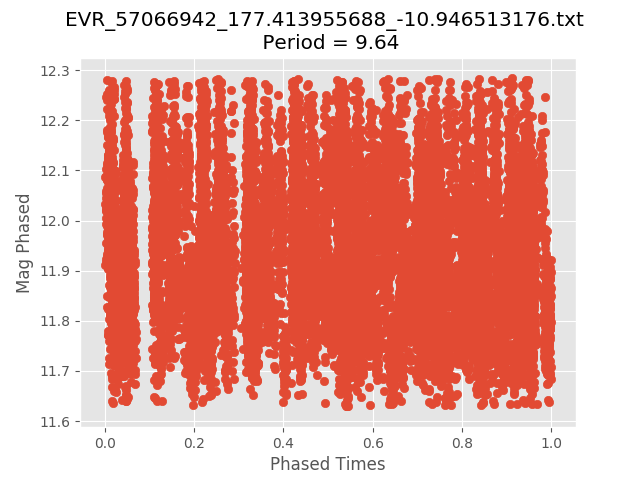 EVR_57066942_177.413955688_-10.946513176.txt
Period = 9.64
12.3
12.2
12.1
12.0
11.9
11.8
11.7
11.6
Mag Phased
0.0 0.2 0.4 0.6 0.8 1.0
Phased Times